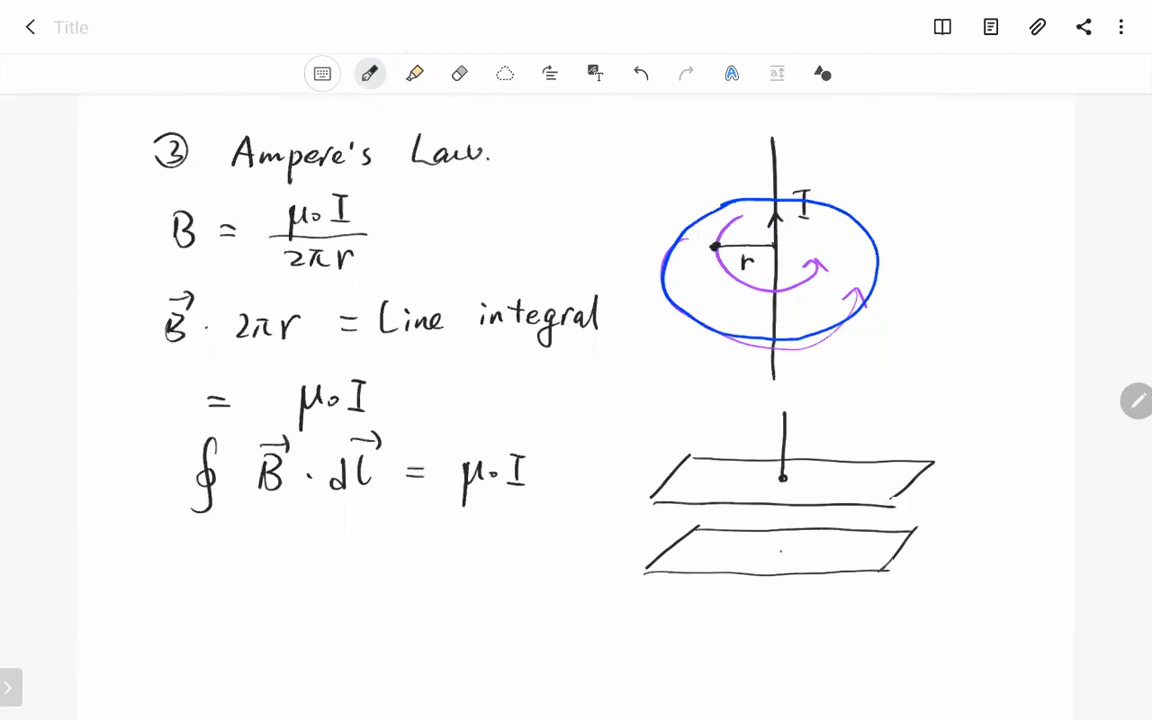 Title
③ Ampere's Law.
B = μ₀I / 2πr
I
r
B⃗ · 2πr = Line integral
= μ₀I
∮ B⃗ · dl⃗ = μ₀I